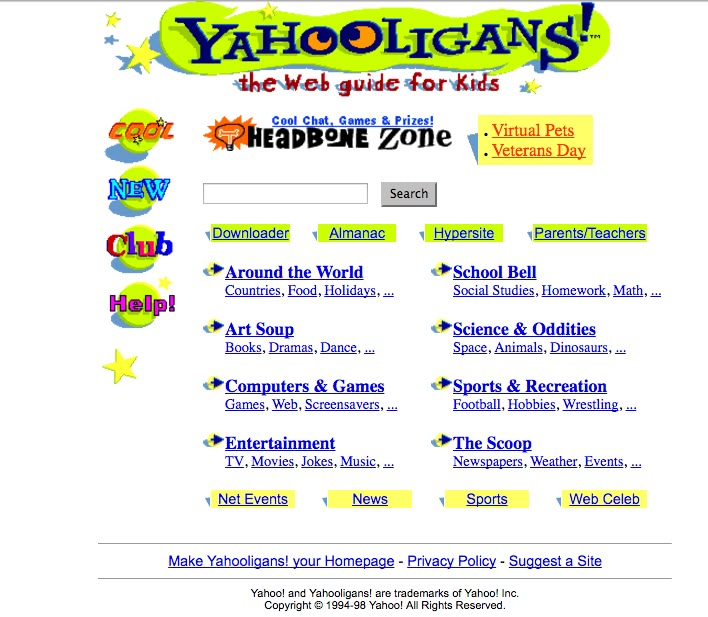 YAHOOLIGANS!™
the Web guide for Kids
COOL
NEW
Club
Help!
Cool Chat, Games & Prizes!
HEADBONE ZONE
. Virtual Pets
. Veterans Day
Search
Downloader Almanac Hypersite Parents/Teachers
Around the World
Countries, Food, Holidays, ...
School Bell
Social Studies, Homework, Math, ...
Art Soup
Books, Dramas, Dance, ...
Science & Oddities
Space, Animals, Dinosaurs, ...
Computers & Games
Games, Web, Screensavers, ...
Sports & Recreation
Football, Hobbies, Wrestling, ...
Entertainment
TV, Movies, Jokes, Music, ...
The Scoop
Newspapers, Weather, Events, ...
Net Events News Sports Web Celeb
Make Yahooligans! your Homepage - Privacy Policy - Suggest a Site
Yahoo! and Yahooligans! are trademarks of Yahoo! Inc.
Copyright © 1994-98 Yahoo! All Rights Reserved.